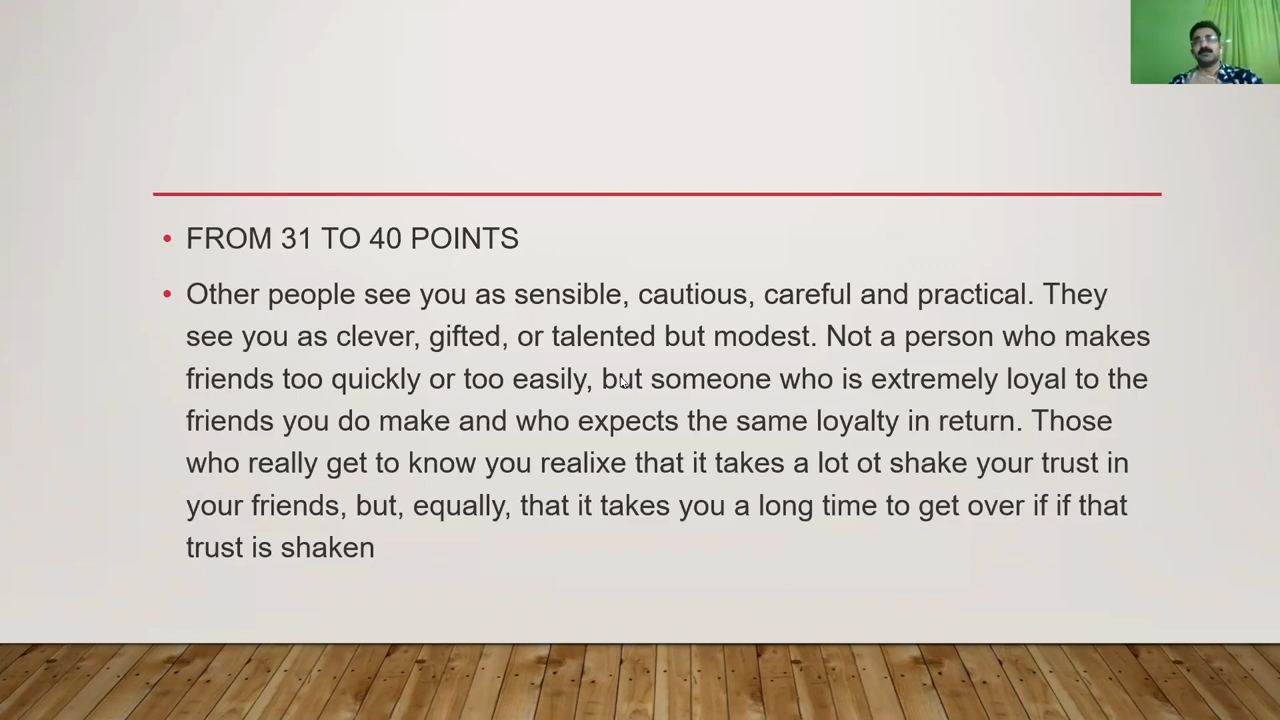 FROM 31 TO 40 POINTS
Other people see you as sensible, cautious, careful and practical. They
see you as clever, gifted, or talented but modest. Not a person who makes
friends too quickly or too easily, but someone who is extremely loyal to the
friends you do make and who expects the same loyalty in return. Those
who really get to know you realixe that it takes a lot ot shake your trust in
your friends, but, equally, that it takes you a long time to get over if if that
trust is shaken